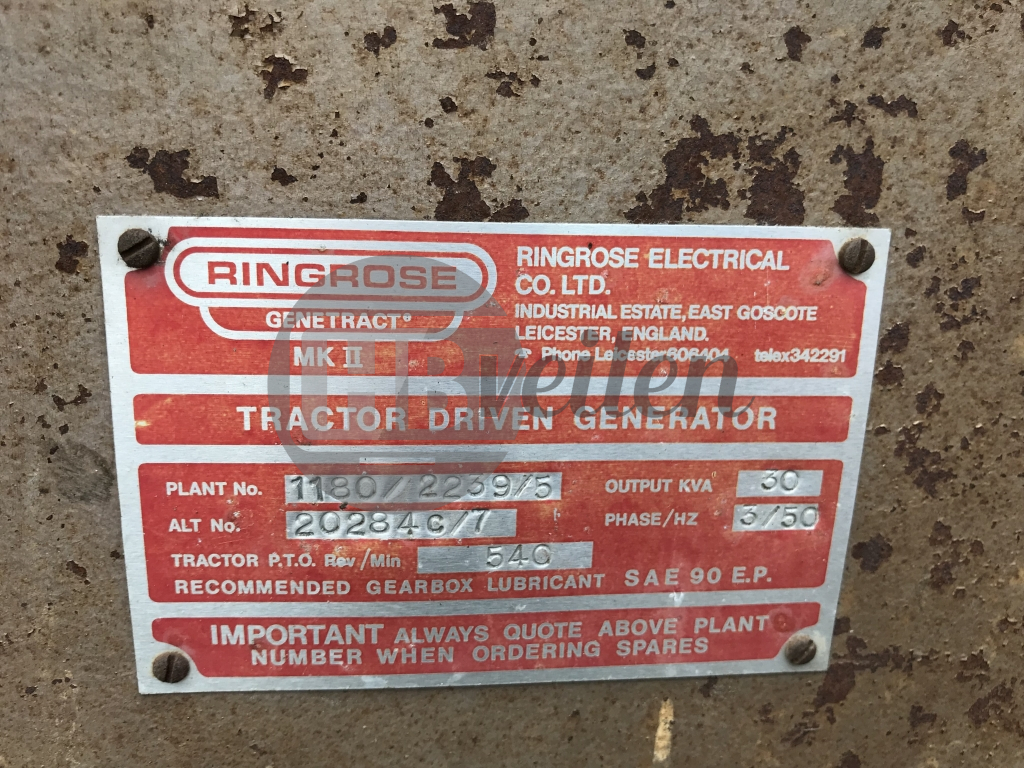 RINGROSE
GENETRACT®
MK II
RINGROSE ELECTRICAL
CO. LTD.
INDUSTRIAL ESTATE, EAST GOSCOTE
LEICESTER, ENGLAND.
Phone Leicester 606404 telex 342291
TRACTOR DRIVEN GENERATOR
PLANT No. 1180/2239/5 OUTPUT KVA 30
ALT No. 20284C/7 PHASE/HZ 3/50
TRACTOR P.T.O. Rev/Min 540
RECOMMENDED GEARBOX LUBRICANT SAE 90 E.P.
IMPORTANT ALWAYS QUOTE ABOVE PLANT
NUMBER WHEN ORDERING SPARES